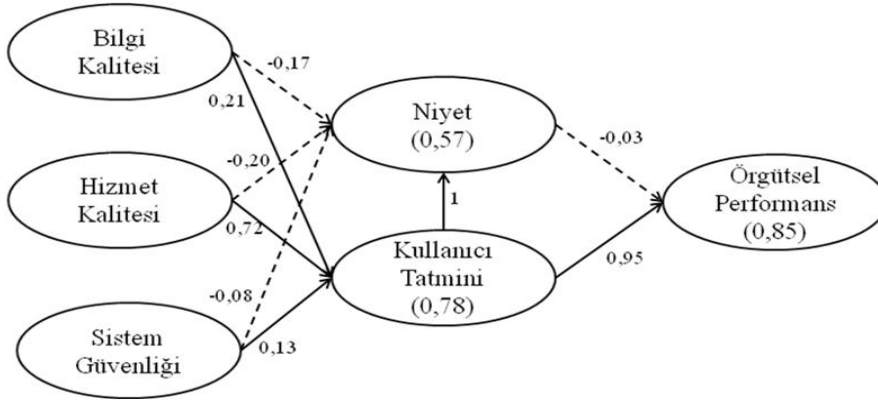 Bilgi
Kalitesi
-0,17
0,21
Niyet
(0,57)
-0,03
-0,20
Hizmet
Kalitesi
0,72
1
Örgütsel
Performans
(0,85)
Kullanıcı
Tatmini
(0,78)
0,95
-0,08
Sistem
Güvenliği
0,13